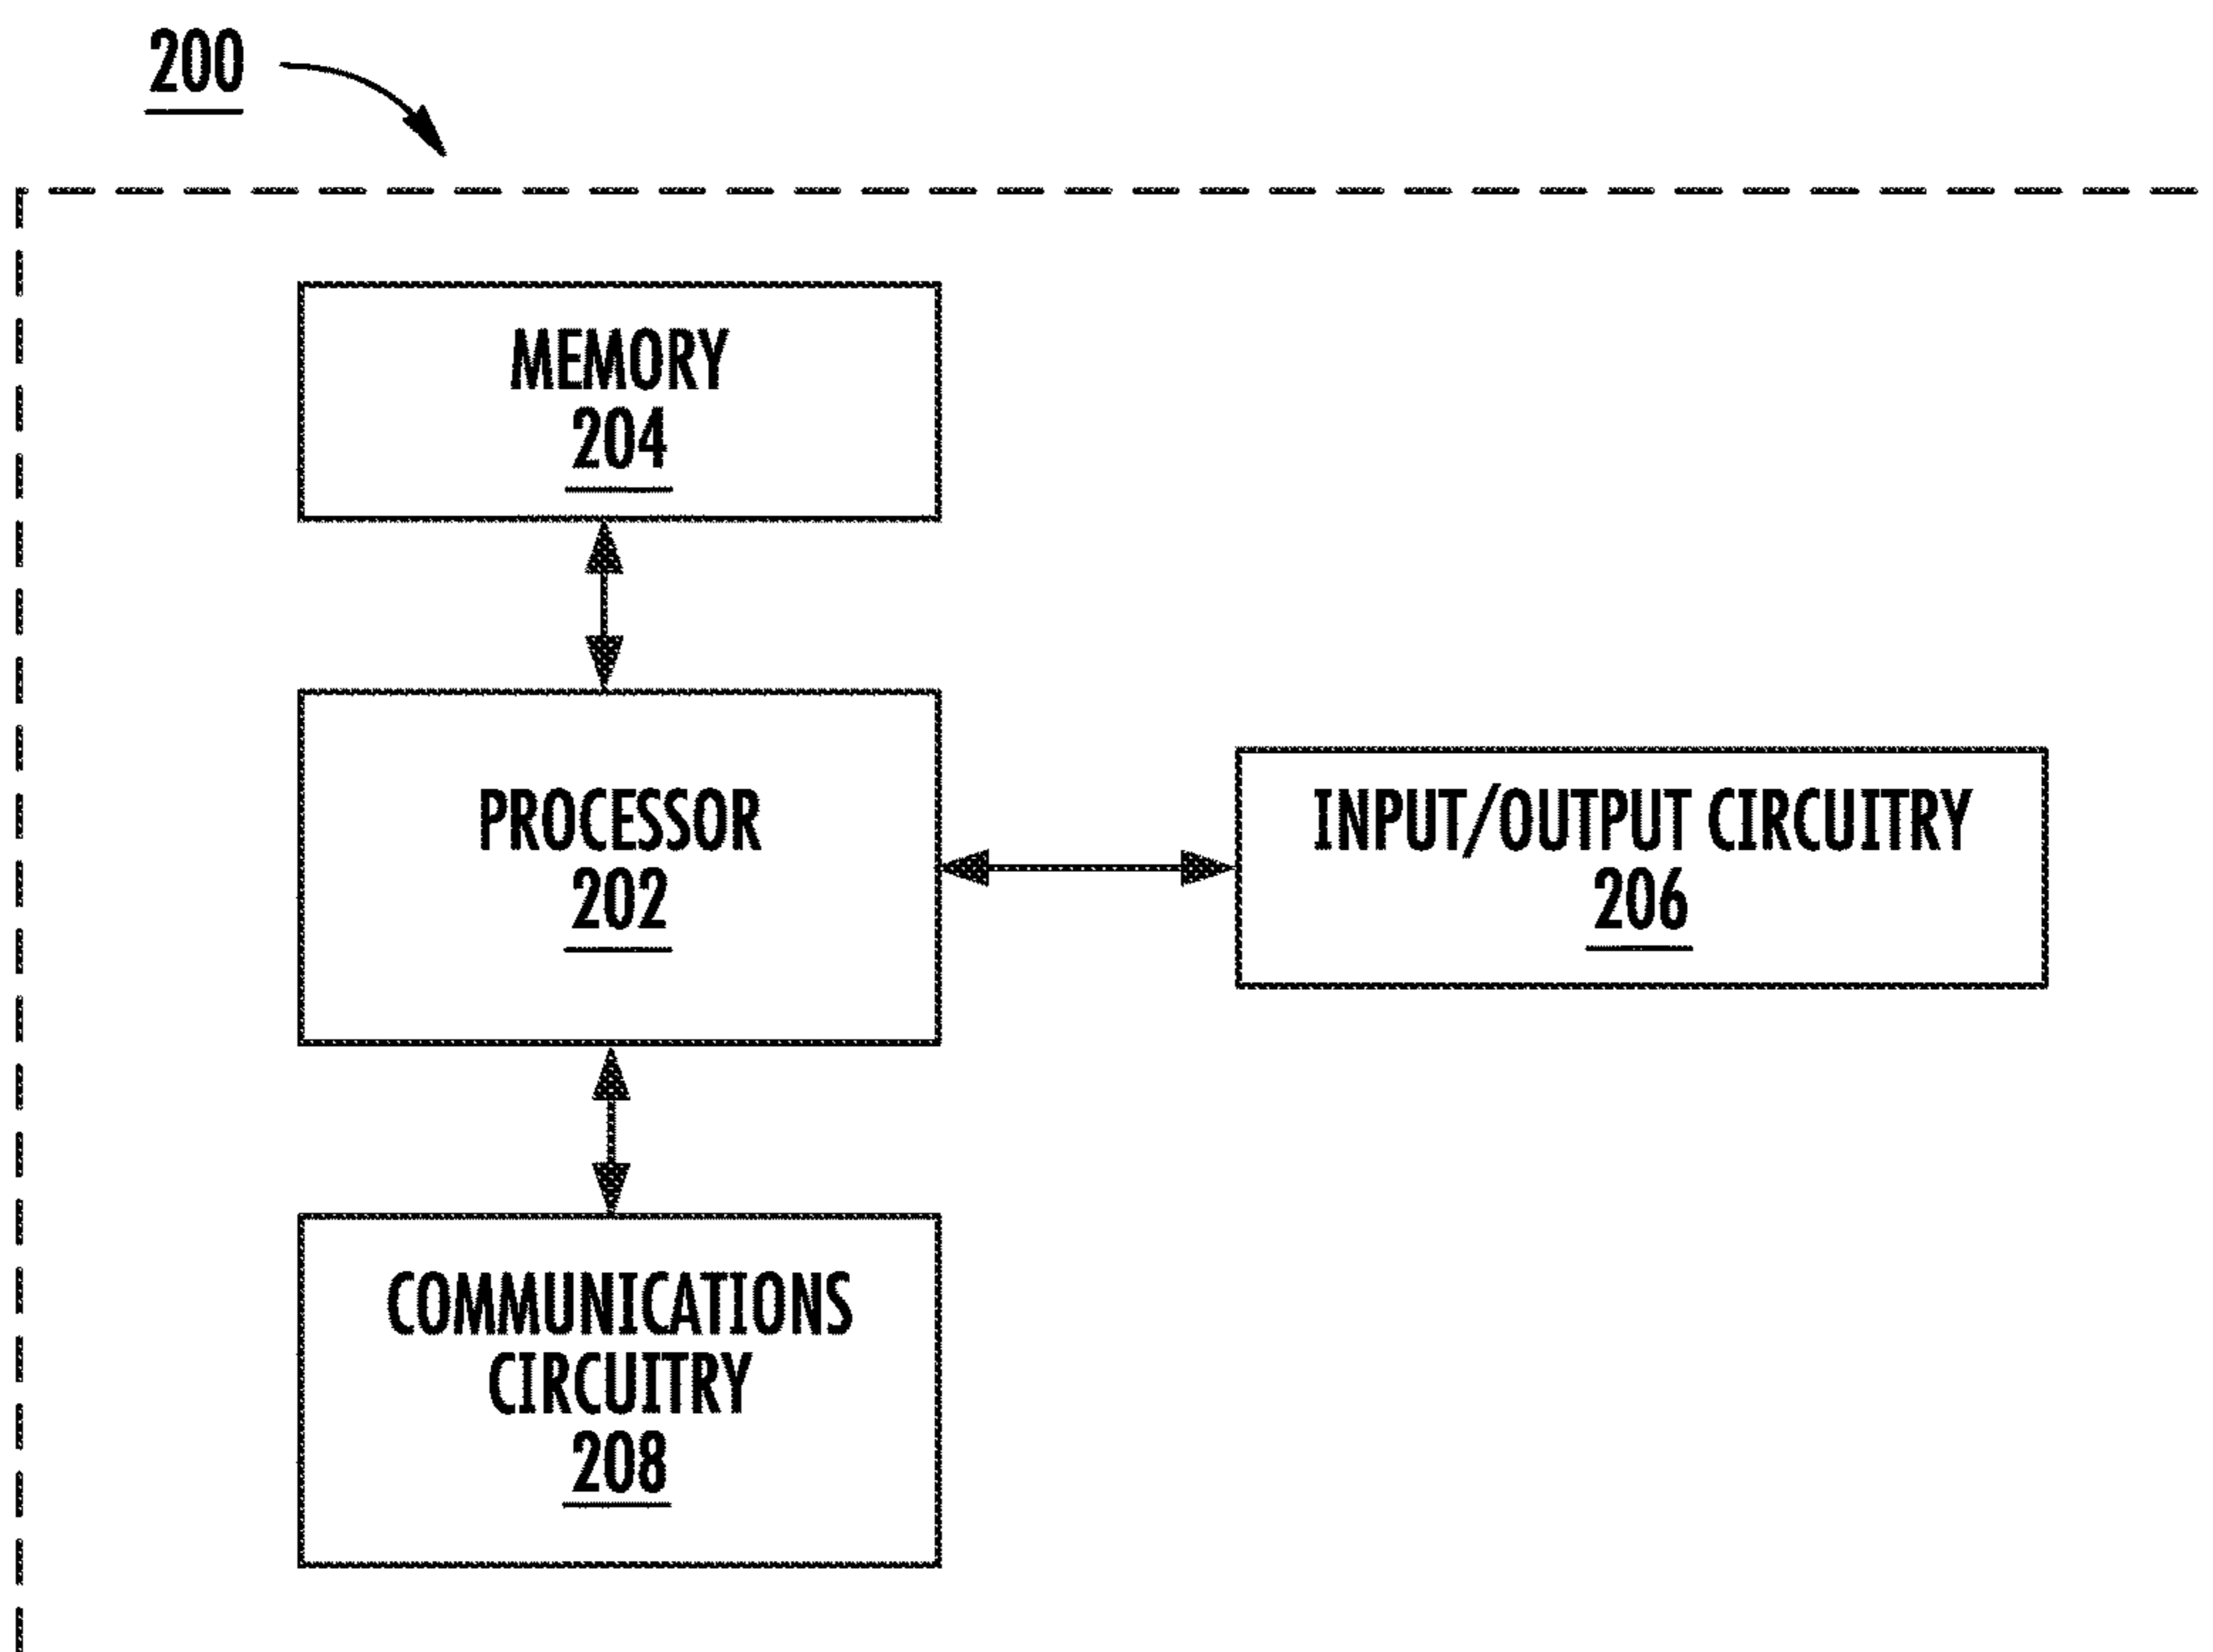 200
MEMORY
204
PROCESSOR
202
INPUT/OUTPUT CIRCUITRY
206
COMMUNICATIONS
CIRCUITRY
208